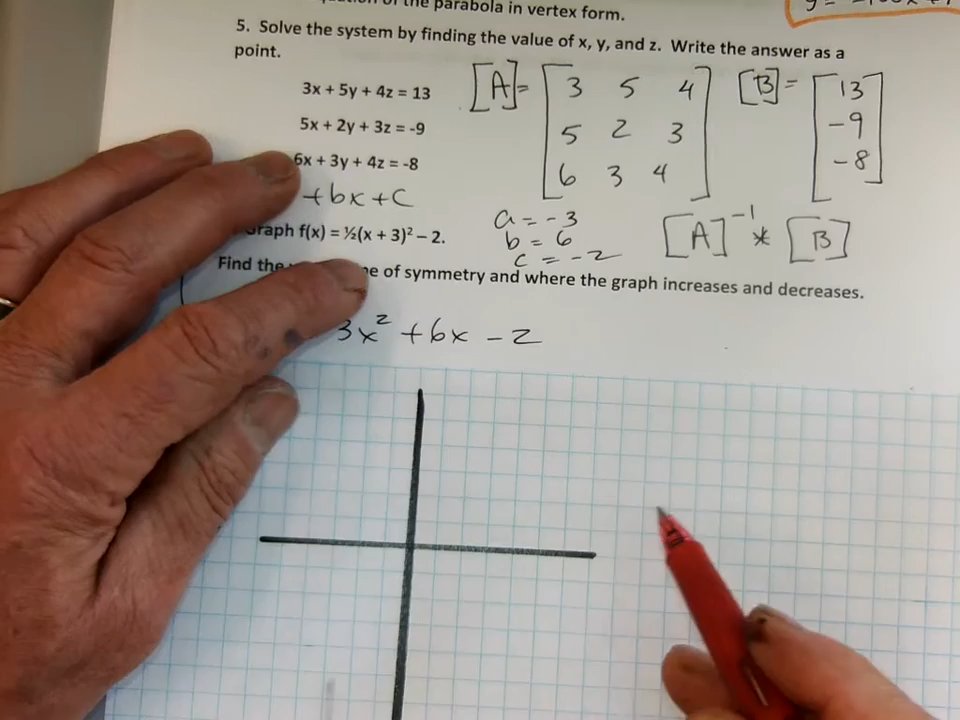 the parabola in vertex form.
5. Solve the system by finding the value of x, y, and z. Write the answer as a
point.
3x + 5y + 4z = 13
5x + 2y + 3z = -9
6x + 3y + 4z = -8
[A] = [3 5 4
5 2 3
6 3 4]
[B] = [13
-9
-8]
+bx+c
a = -3
b = 6
c = -2
[A]⁻¹ * [B]
Graph f(x) = ½(x + 3)² – 2.
Find the of symmetry and where the graph increases and decreases.
3x² +6x -2